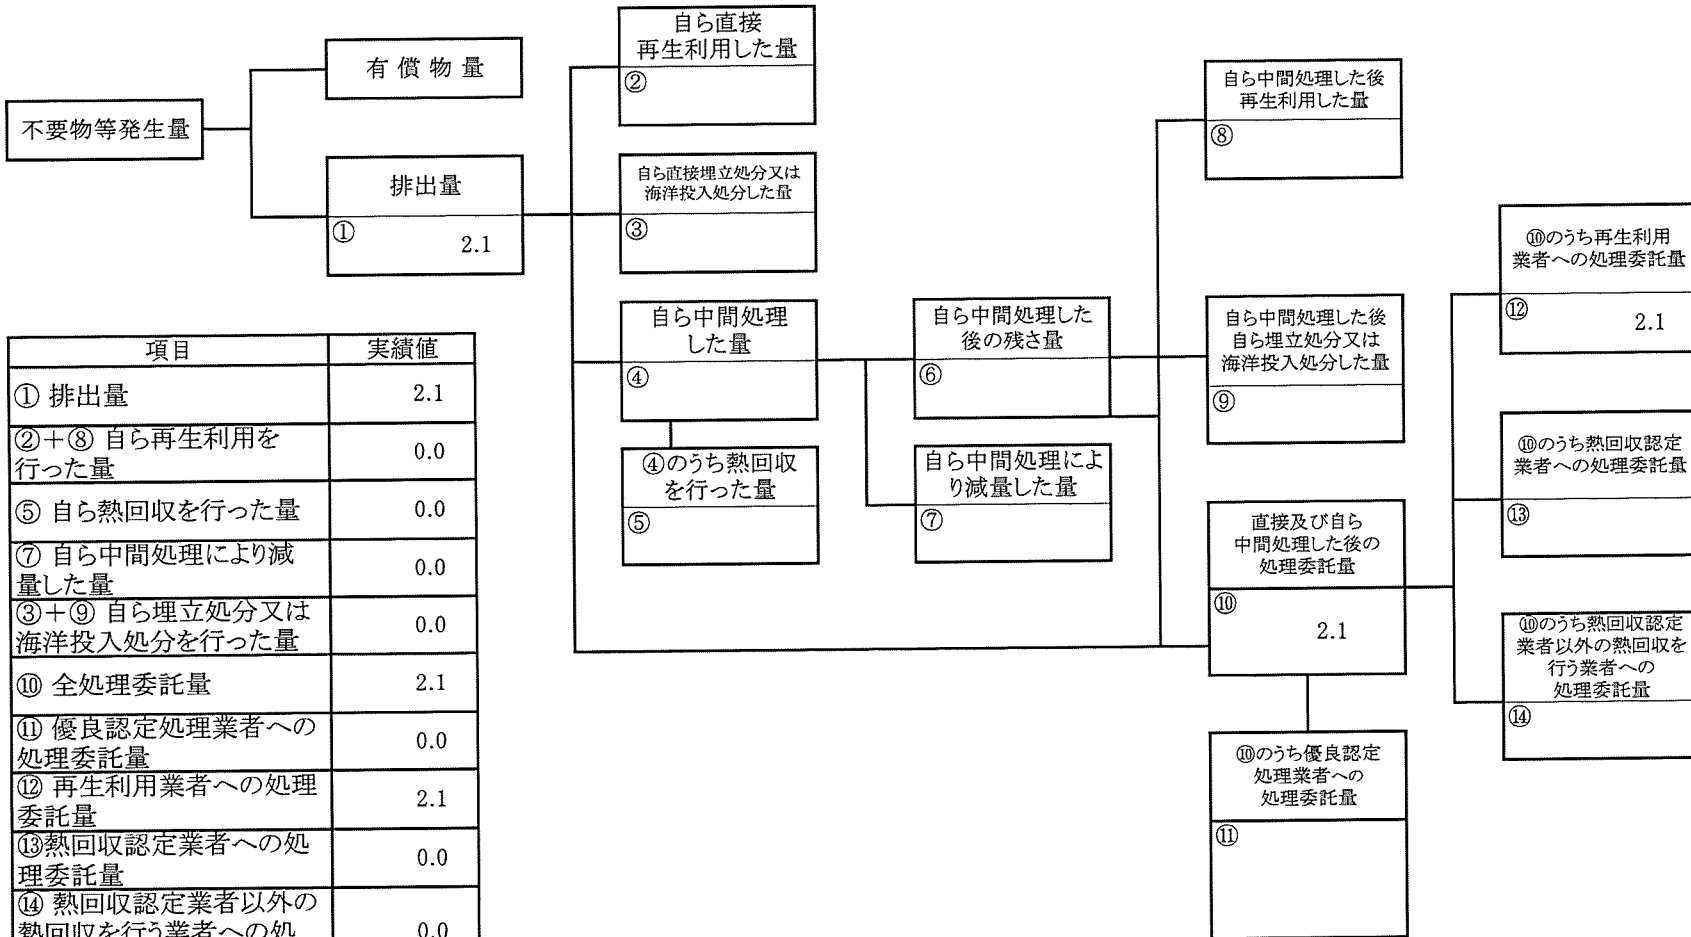 不要物等発生量
有償物量
排出量
①
2.1
自ら直接
再生利用した量
②
自ら直接埋立処分又は
海洋投入処分した量
③
自ら中間処理
した量
④
④のうち熱回収
を行った量
⑤
自ら中間処理した
後の残さ量
⑥
自ら中間処理によ
り減量した量
⑦
自ら中間処理した後
再生利用した量
⑧
自ら中間処理した後
自ら埋立処分又は
海洋投入処分した量
⑨
直接及び自ら
中間処理した後の
処理委託量
⑩
2.1
⑩のうち優良認定
処理業者への
処理委託量
⑪
⑩のうち再生利用
業者への処理委託量
⑫
2.1
⑩のうち熱回収認定
業者への処理委託量
⑬
⑩のうち熱回収認定
業者以外の熱回収を
行う業者への
処理委託量
⑭
項目 実績値
① 排出量 2.1
②+⑧ 自ら再生利用を
行った量 0.0
⑤ 自ら熱回収を行った量 0.0
⑦ 自ら中間処理により減
量した量 0.0
③+⑨ 自ら埋立処分又は
海洋投入処分を行った量 0.0
⑩ 全処理委託量 2.1
⑪ 優良認定処理業者への
処理委託量 0.0
⑫ 再生利用業者への処理
委託量 2.1
⑬熱回収認定業者への処
理委託量 0.0
⑭ 熱回収認定業者以外の
熱回収を行う業者への処 0.0